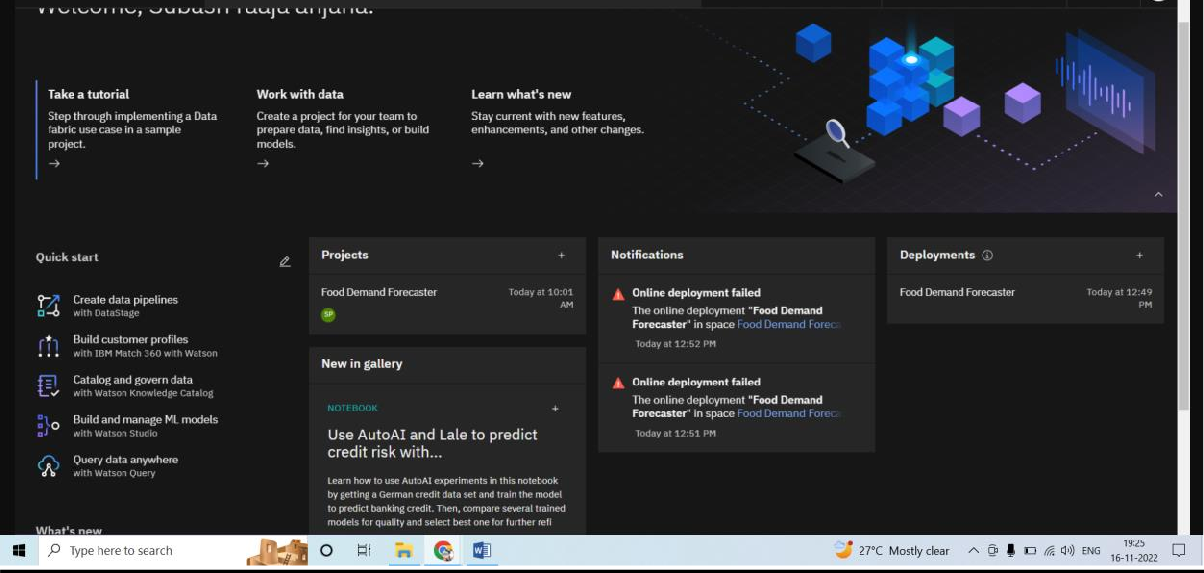 Take a tutorial
Step through implementing a Data
fabric use case in a sample
project.
Work with data
Create a project for your team to
prepare data, find insights, or build
models.
Learn what's new
Stay current with new features,
enhancements, and other changes.
Quick start
Create data pipelines
with DataStage
Build customer profiles
with IBM Match 360 with Watson
Catalog and govern data
with Watson Knowledge Catalog
Build and manage ML models
with Watson Studio
Query data anywhere
with Watson Query
What's new
Projects
Food Demand Forecaster
Today at 10:01
AM
SP
New in gallery
NOTEBOOK
Use AutoAI and Lale to predict
credit risk with...
Learn how to use AutoAI experiments in this notebook
by getting a German credit data set and train the model
to predict banking credit. Then, compare several trained
models for quality and select best one for further refi
Notifications
Online deployment failed
The online deployment "Food Demand
Forecaster" in space Food Demand Foreca
Today at 12:52 PM
Online deployment failed
The online deployment "Food Demand
Forecaster" in space Food Demand Foreca
Today at 12:51 PM
Deployments
Food Demand Forecaster
Today at 12:49
PM
Type here to search
27°C Mostly clear
ENG
19:25
16-11-2022